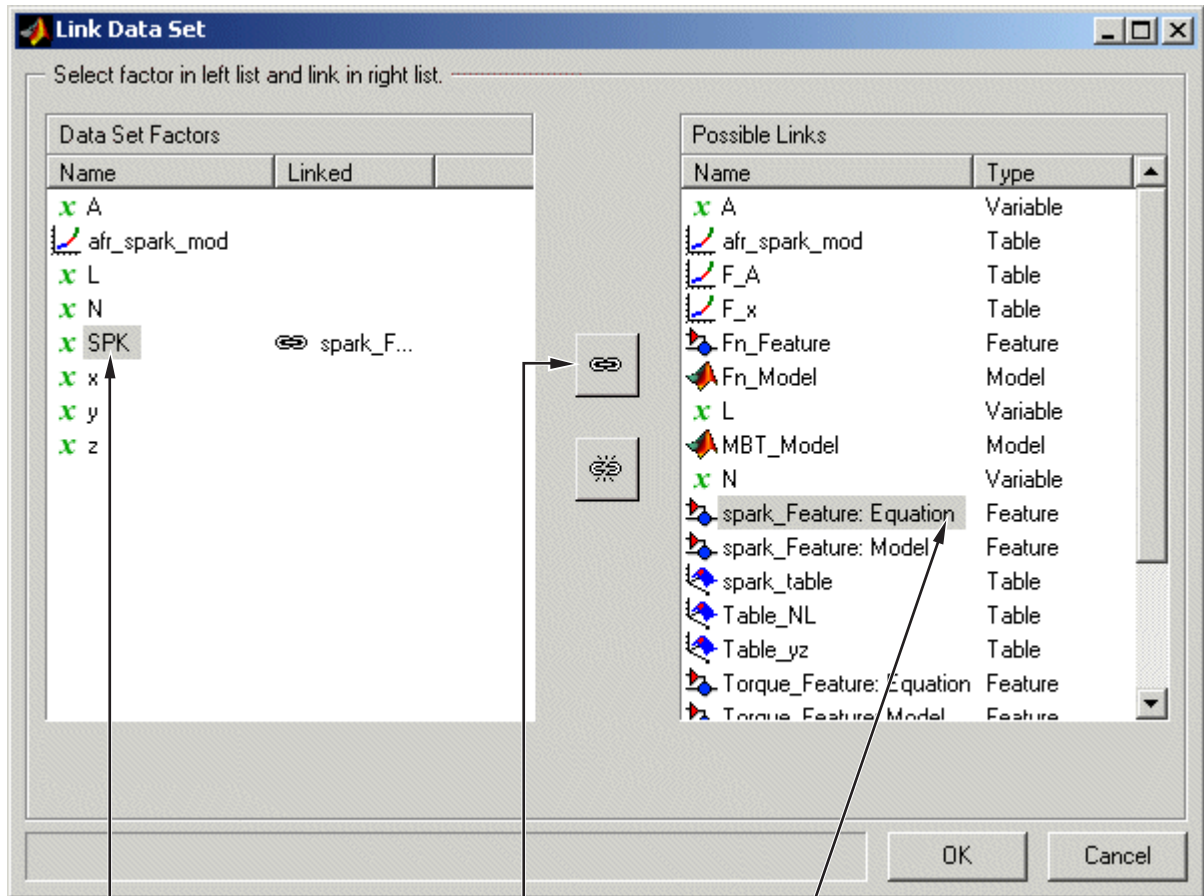 Link Data Set
Select factor in left list and link in right list.
Data Set Factors
Name Linked
x A
afr_spark_mod
x L
x N
x SPK spark_F...
x x
x y
x z
Possible Links
Name Type
x A Variable
afr_spark_mod Table
F_A Table
F_x Table
Fn_Feature Feature
Fn_Model Model
x L Variable
MBT_Model Model
x N Variable
spark_Feature: Equation Feature
spark_Feature: Model Feature
spark_table Table
Table_NL Table
Table_yz Table
Torque_Feature: Equation Feature
Torque_Feature: Model Feature
OK Cancel